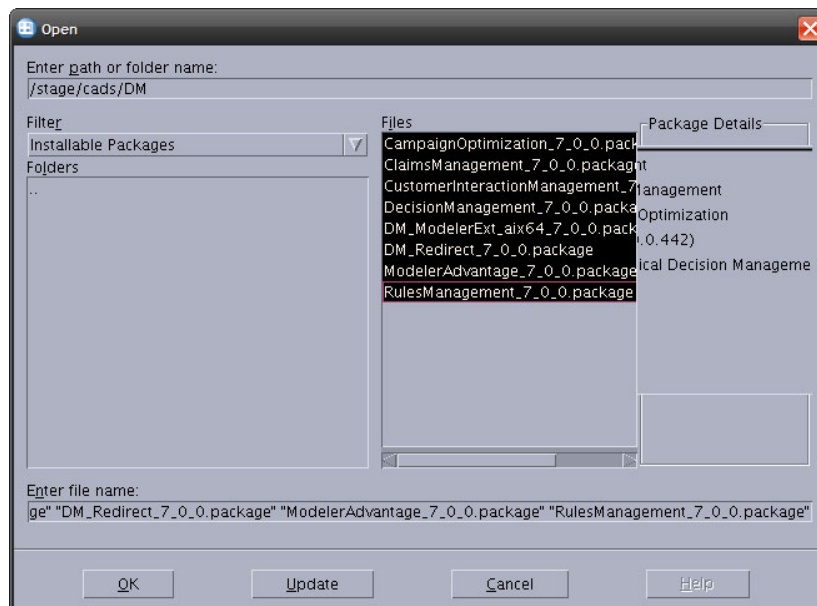 Open
Enter path or folder name:
/stage/cads/DM
Filter
Installable Packages
Folders
..
Files
CampaignOptimization_7_0_0.pack
ClaimsManagement_7_0_0.packag
CustomerInteractionManagement_7
DecisionManagement_7_0_0.packa
DM_ModelerExt_aix64_7_0_0.pack
DM_Redirect_7_0_0.package
ModelerAdvantage_7_0_0.package
RulesManagement_7_0_0.package
Package Details
nt
lanagement
Optimization
.0.442)
ical Decision Manageme
Enter file name:
ge" "DM_Redirect_7_0_0.package" "ModelerAdvantage_7_0_0.package" "RulesManagement_7_0_0.package"
OK
Update
Cancel
Help